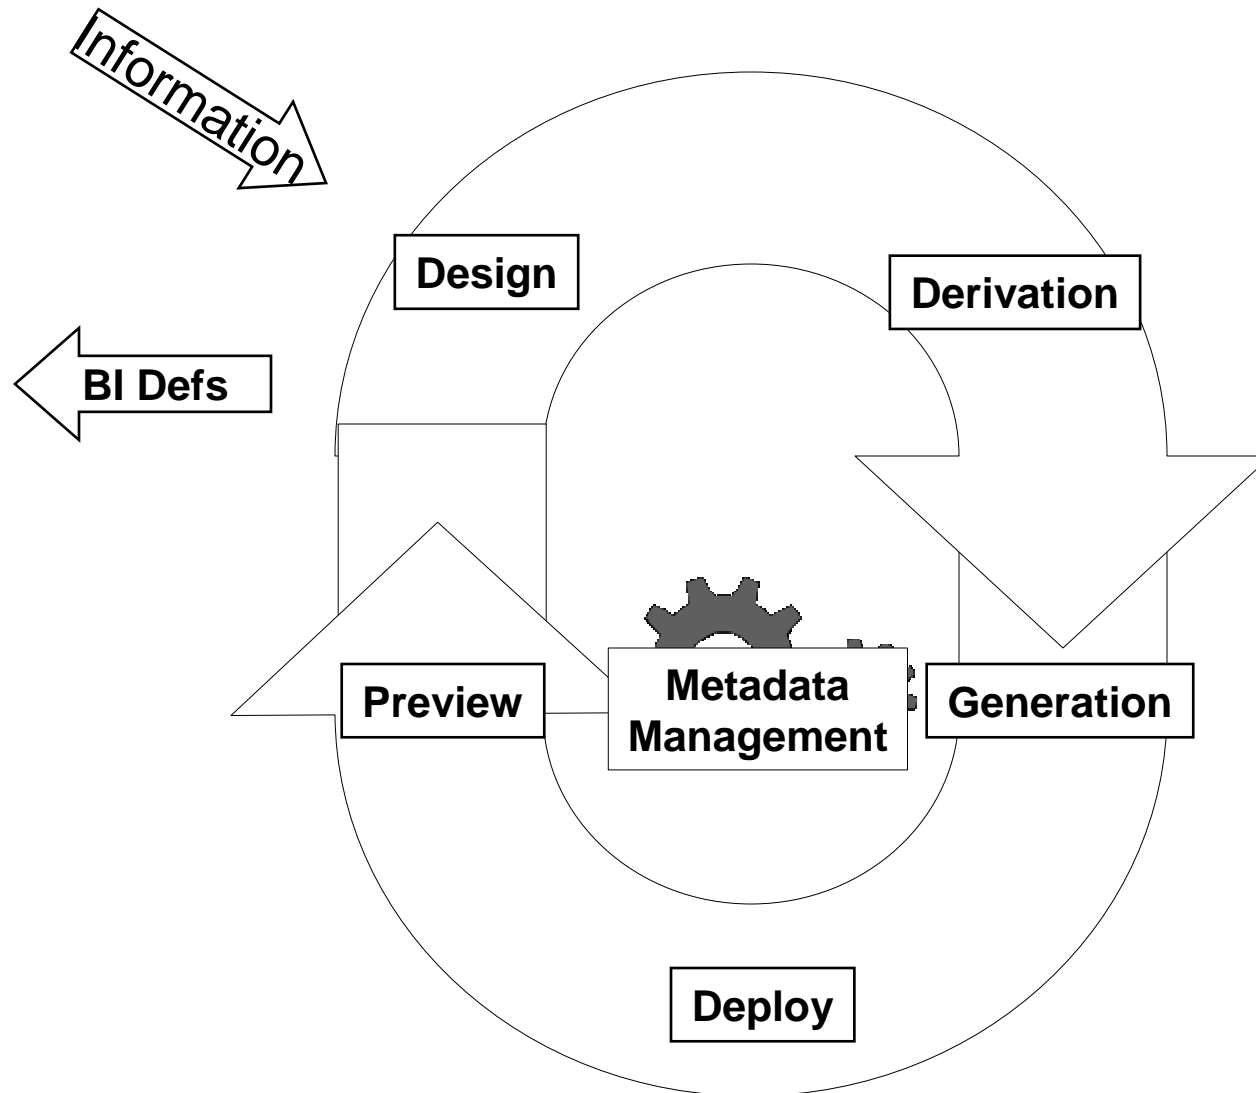 Information
Design
Derivation
BI Defs
Preview
Metadata
Management
Generation
Deploy